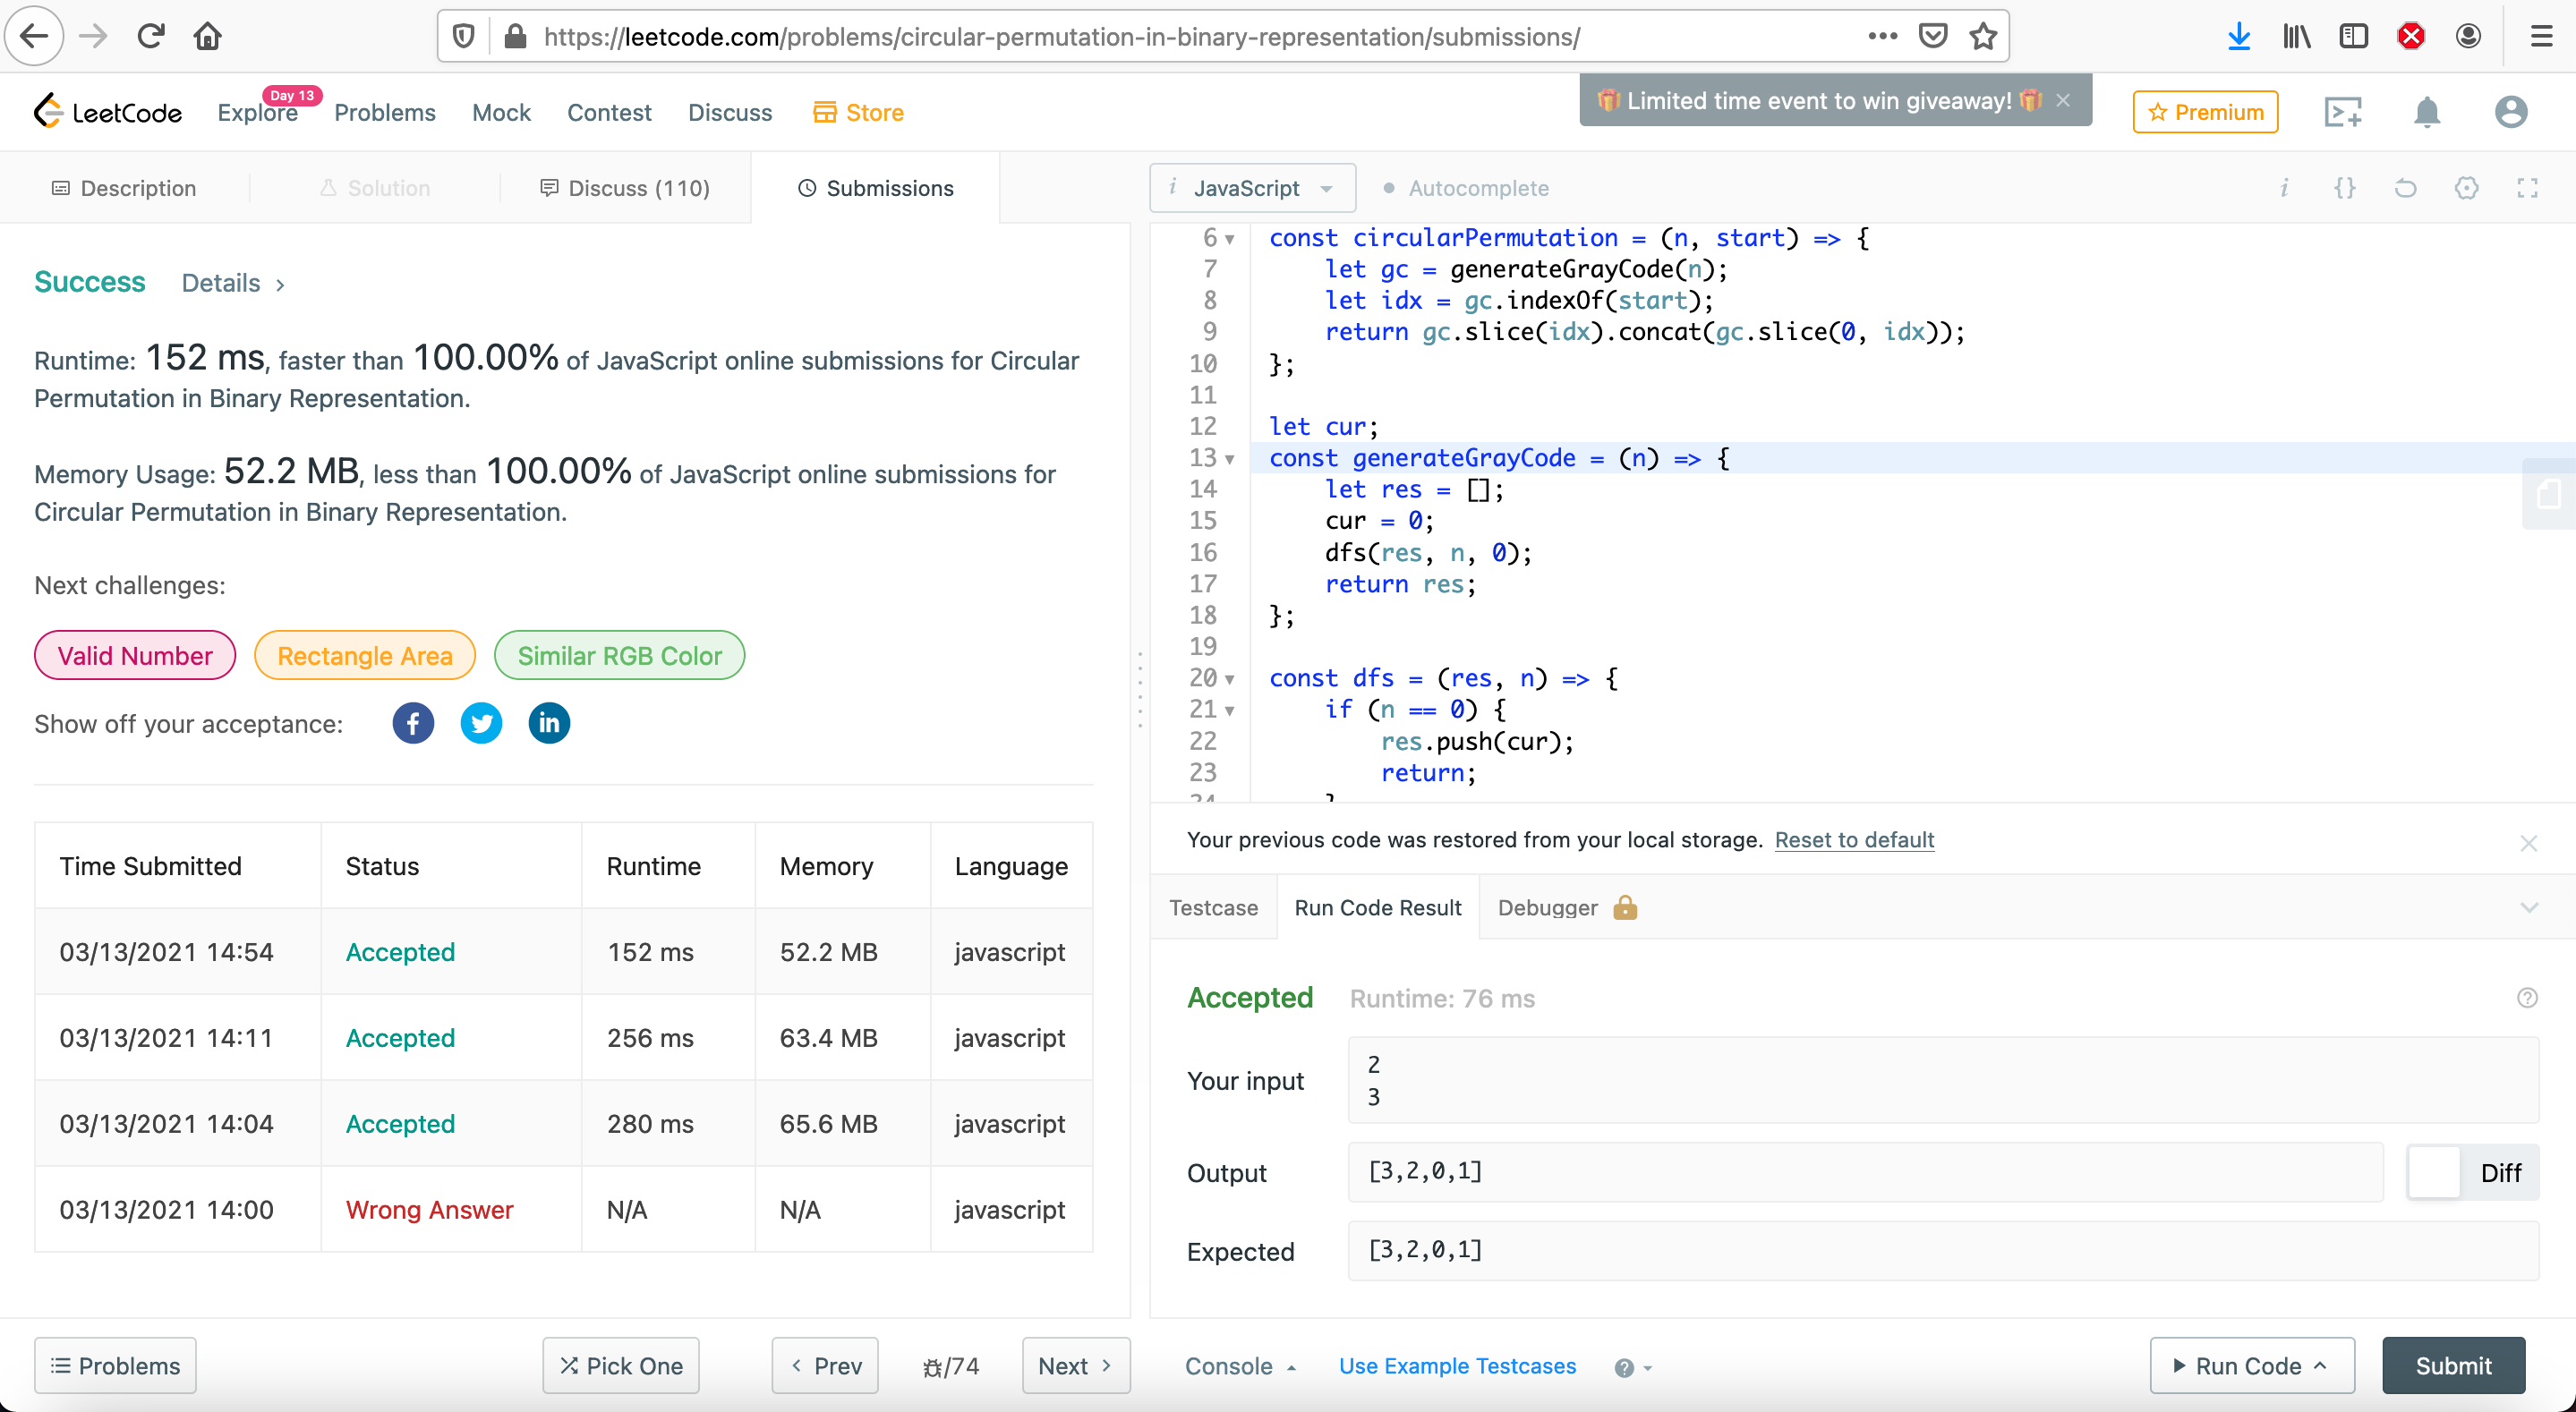 https://leetcode.com/problems/circular-permutation-in-binary-representation/submissions/
LeetCode
Explore
Day 13
Problems
Mock
Contest
Discuss
Store
Limited time event to win giveaway!
Premium
Description
Solution
Discuss (110)
Submissions
i JavaScript
Autocomplete
Success
Details
Runtime: 152 ms, faster than 100.00% of JavaScript online submissions for Circular
Permutation in Binary Representation.
Memory Usage: 52.2 MB, less than 100.00% of JavaScript online submissions for
Circular Permutation in Binary Representation.
Next challenges:
Valid Number
Rectangle Area
Similar RGB Color
Show off your acceptance:
Time Submitted Status Runtime Memory Language
03/13/2021 14:54 Accepted 152 ms 52.2 MB javascript
03/13/2021 14:11 Accepted 256 ms 63.4 MB javascript
03/13/2021 14:04 Accepted 280 ms 65.6 MB javascript
03/13/2021 14:00 Wrong Answer N/A N/A javascript
6 const circularPermutation = (n, start) => {
7 let gc = generateGrayCode(n);
8 let idx = gc.indexOf(start);
9 return gc.slice(idx).concat(gc.slice(0, idx));
10 };
11
12 let cur;
13 const generateGrayCode = (n) => {
14 let res = [];
15 cur = 0;
16 dfs(res, n, 0);
17 return res;
18 };
19
20 const dfs = (res, n) => {
21 if (n == 0) {
22 res.push(cur);
23 return;
24 }
Your previous code was restored from your local storage. Reset to default
Testcase
Run Code Result
Debugger
Accepted
Runtime: 76 ms
Your input
2
3
Output
[3,2,0,1]
Diff
Expected
[3,2,0,1]
Problems
Pick One
Prev
/74
Next
Console
Use Example Testcases
Run Code
Submit